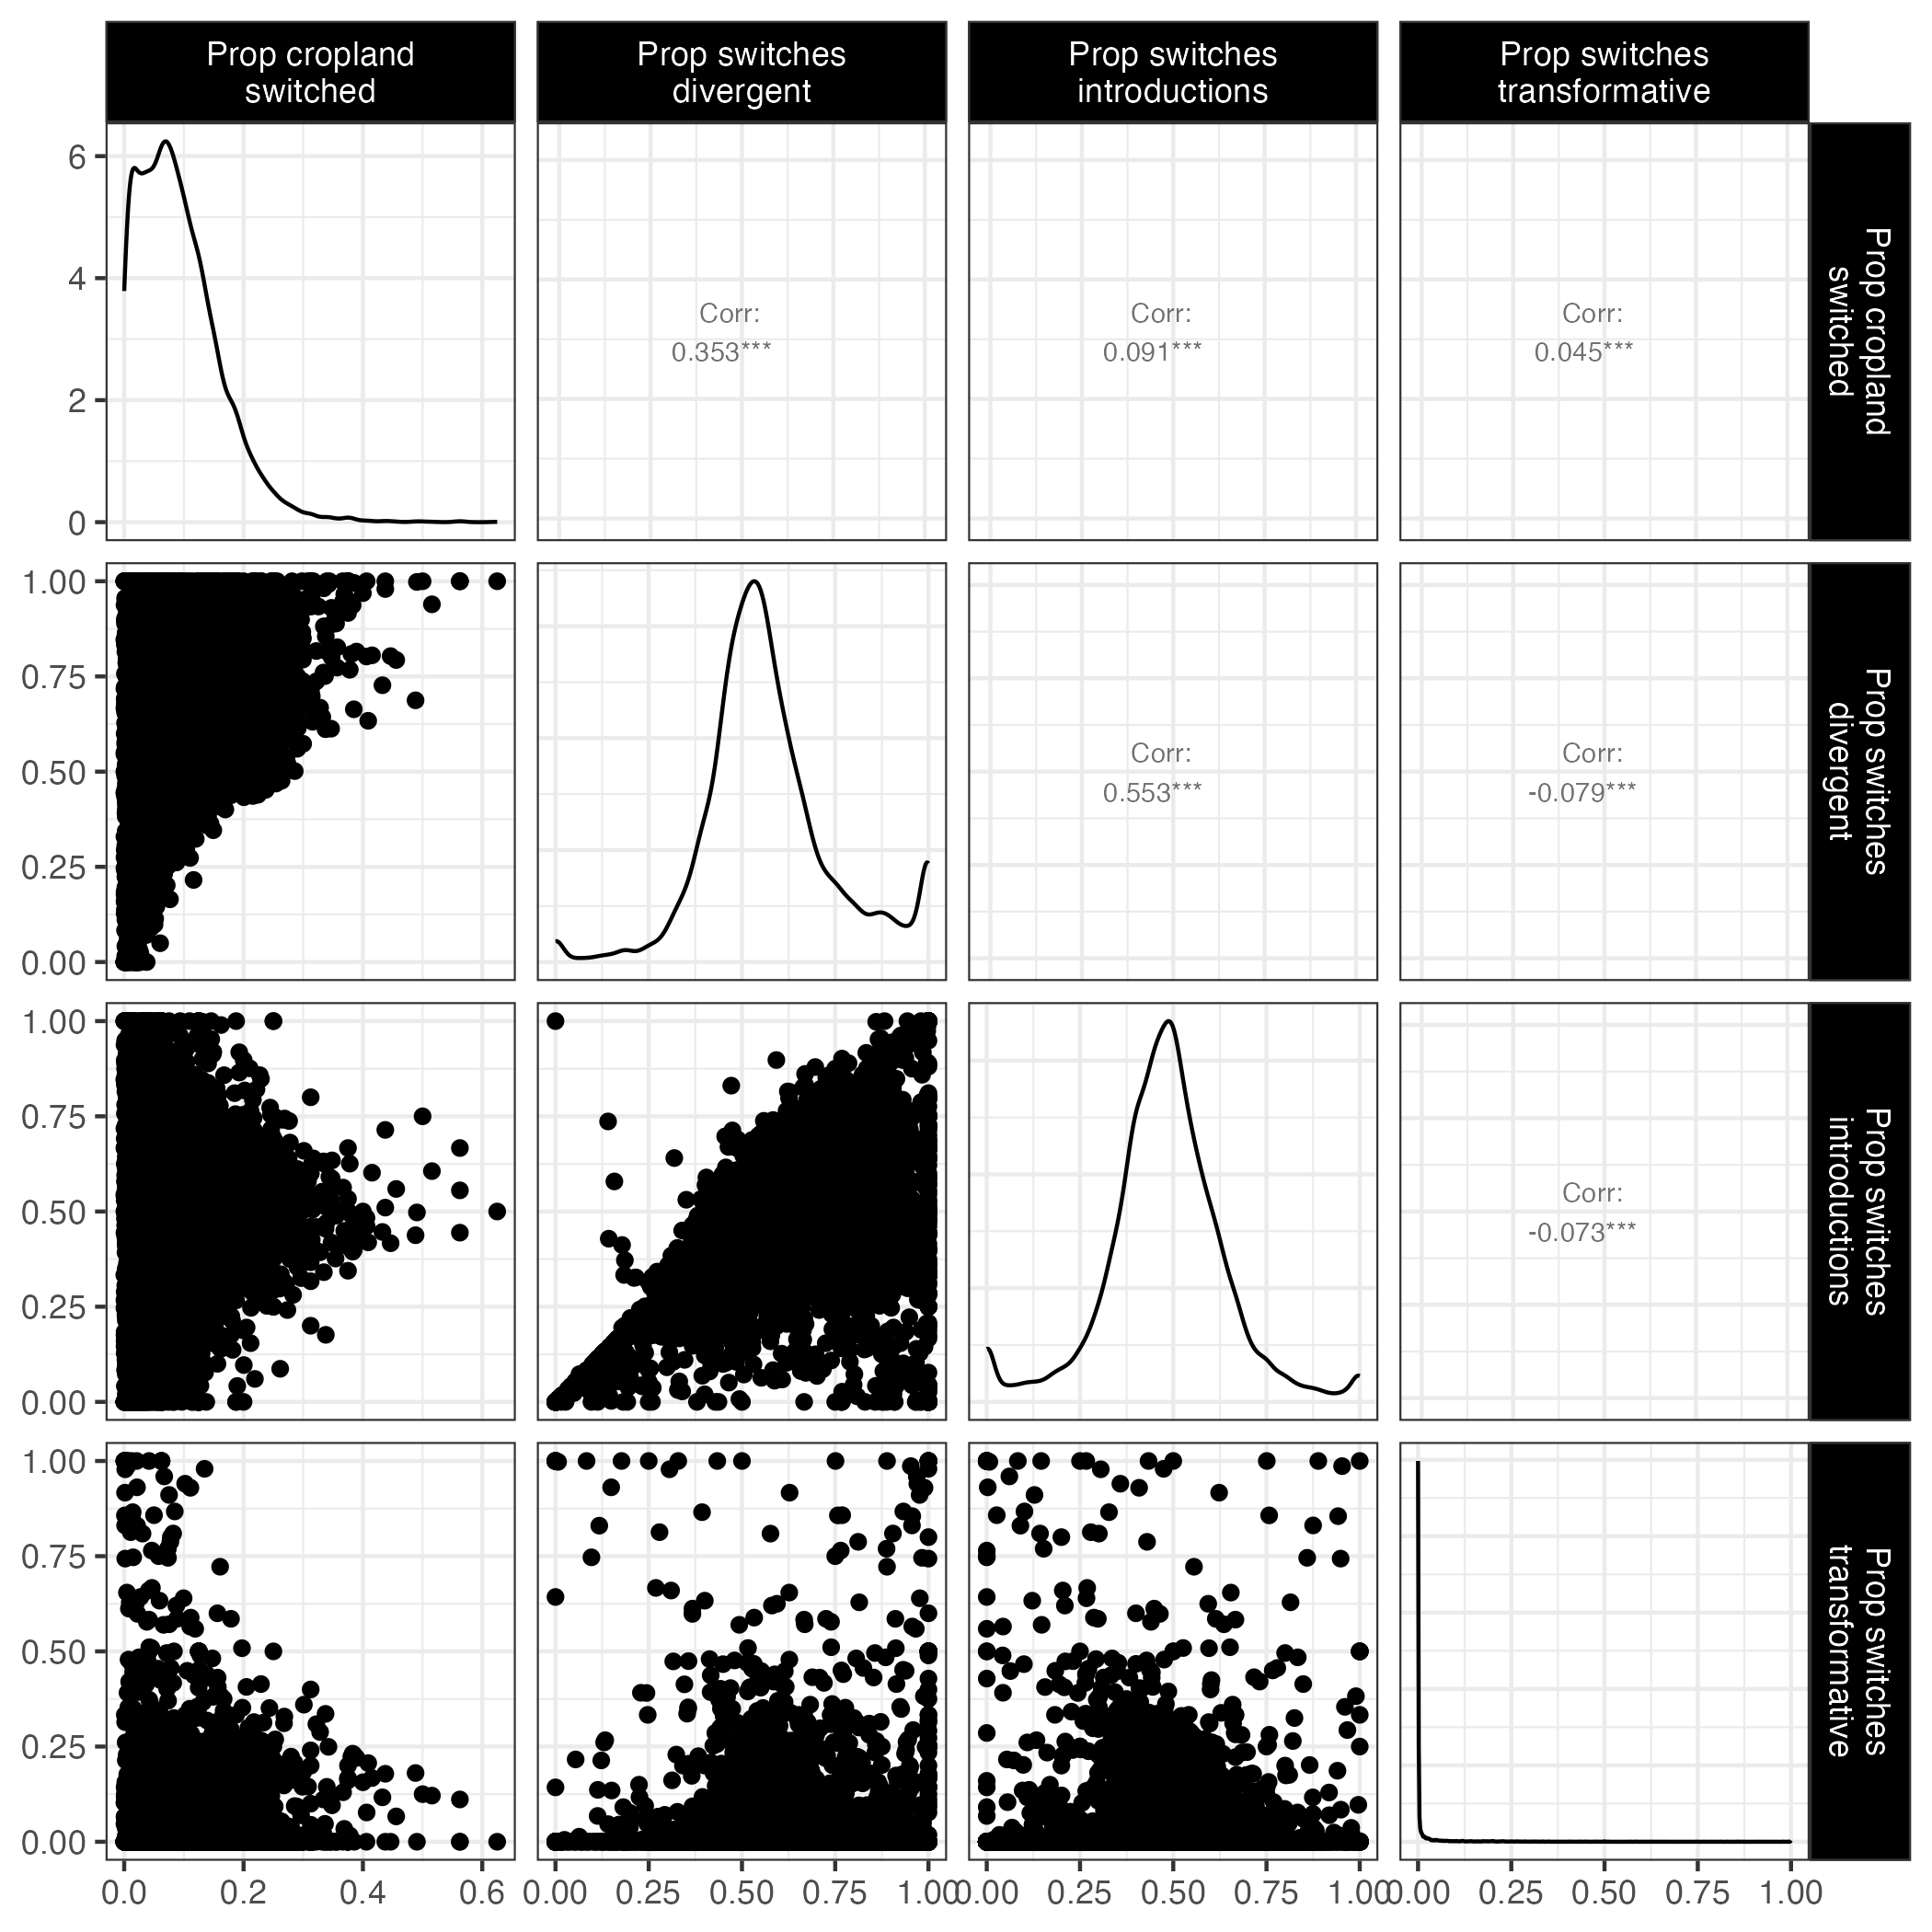 Prop cropland
switched
Prop switches
divergent
Prop switches
introductions
Prop switches
transformative
6
4
2
0
Corr:
0.353***
Corr:
0.091***
Corr:
0.045***
Prop cropland
switched
1.00
0.75
0.50
0.25
0.00
Corr:
0.553***
Corr:
-0.079***
Prop switches
divergent
1.00
0.75
0.50
0.25
0.00
Corr:
-0.073***
Prop switches
introductions
1.00
0.75
0.50
0.25
0.00
Prop switches
transformative
0.0 0.2 0.4 0.6
0.00 0.25 0.50 0.75 1.00
0.00 0.25 0.50 0.75 1.00
0.00 0.25 0.50 0.75 1.00